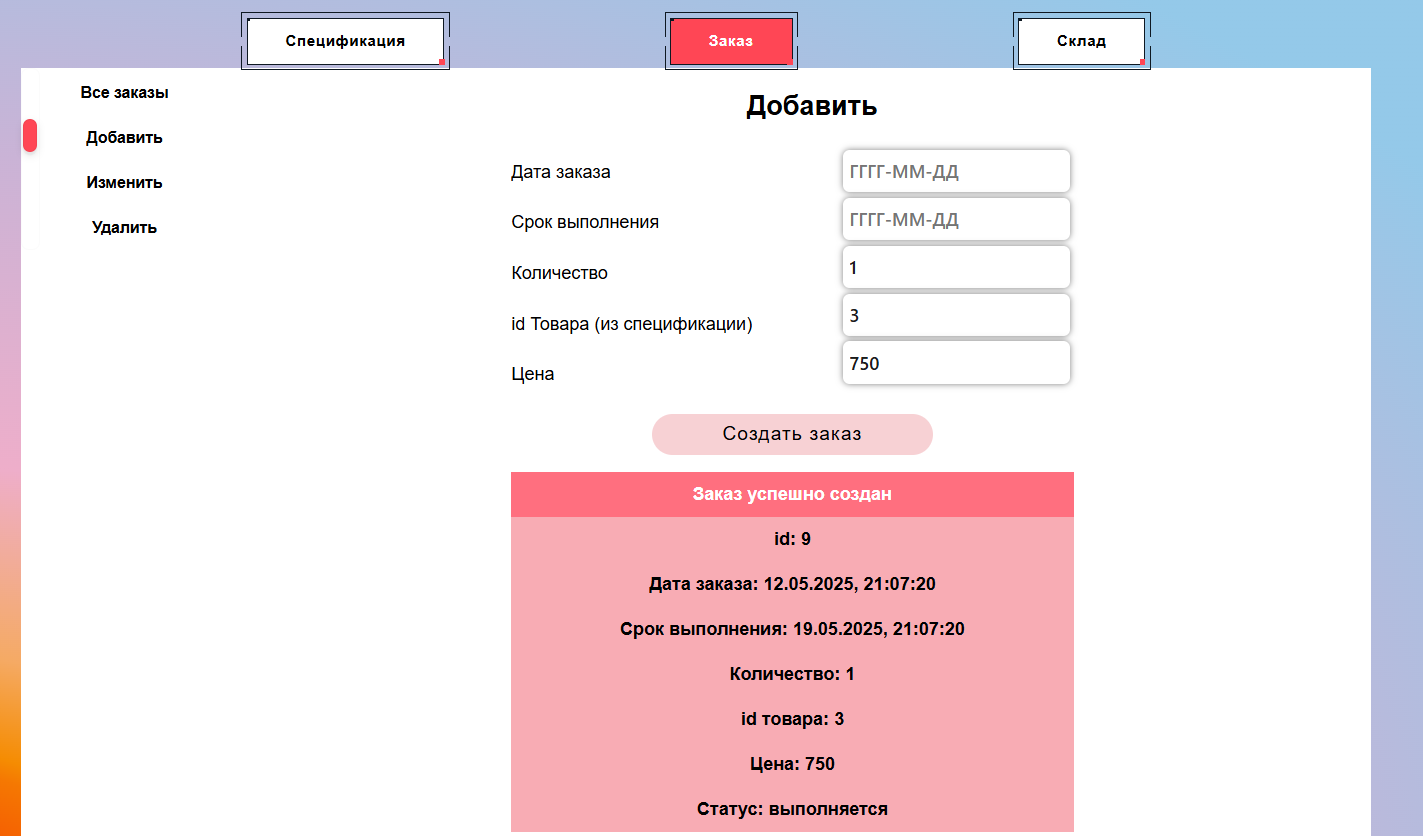 Спецификация
Заказ
Склад
Все заказы
Добавить
Изменить
Удалить
Добавить
Дата заказа
ГГГГ-ММ-ДД
Срок выполнения
ГГГГ-ММ-ДД
Количество
1
id Товара (из спецификации)
3
Цена
750
Создать заказ
Заказ успешно создан
id: 9
Дата заказа: 12.05.2025, 21:07:20
Срок выполнения: 19.05.2025, 21:07:20
Количество: 1
id товара: 3
Цена: 750
Статус: выполняется